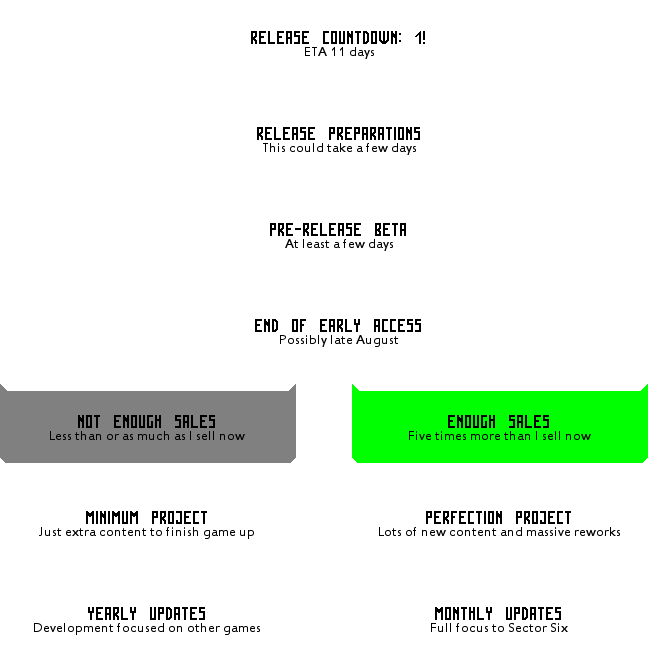 RELEASE COUNTDOWN: 1!
ETA 11 days
RELEASE PREPARATIONS
This could take a few days
PRE-RELEASE BETA
At least a few days
END OF EARLY ACCESS
Possibly late August
NOT ENOUGH SALES
Less than or as much as I sell now
ENOUGH SALES
Five times more than I sell now
MINIMUM PROJECT
Just extra content to finish game up
PERFECTION PROJECT
Lots of new content and massive reworks
YEARLY UPDATES
Development focused on other games
MONTHLY UPDATES
Full focus to Sector Six